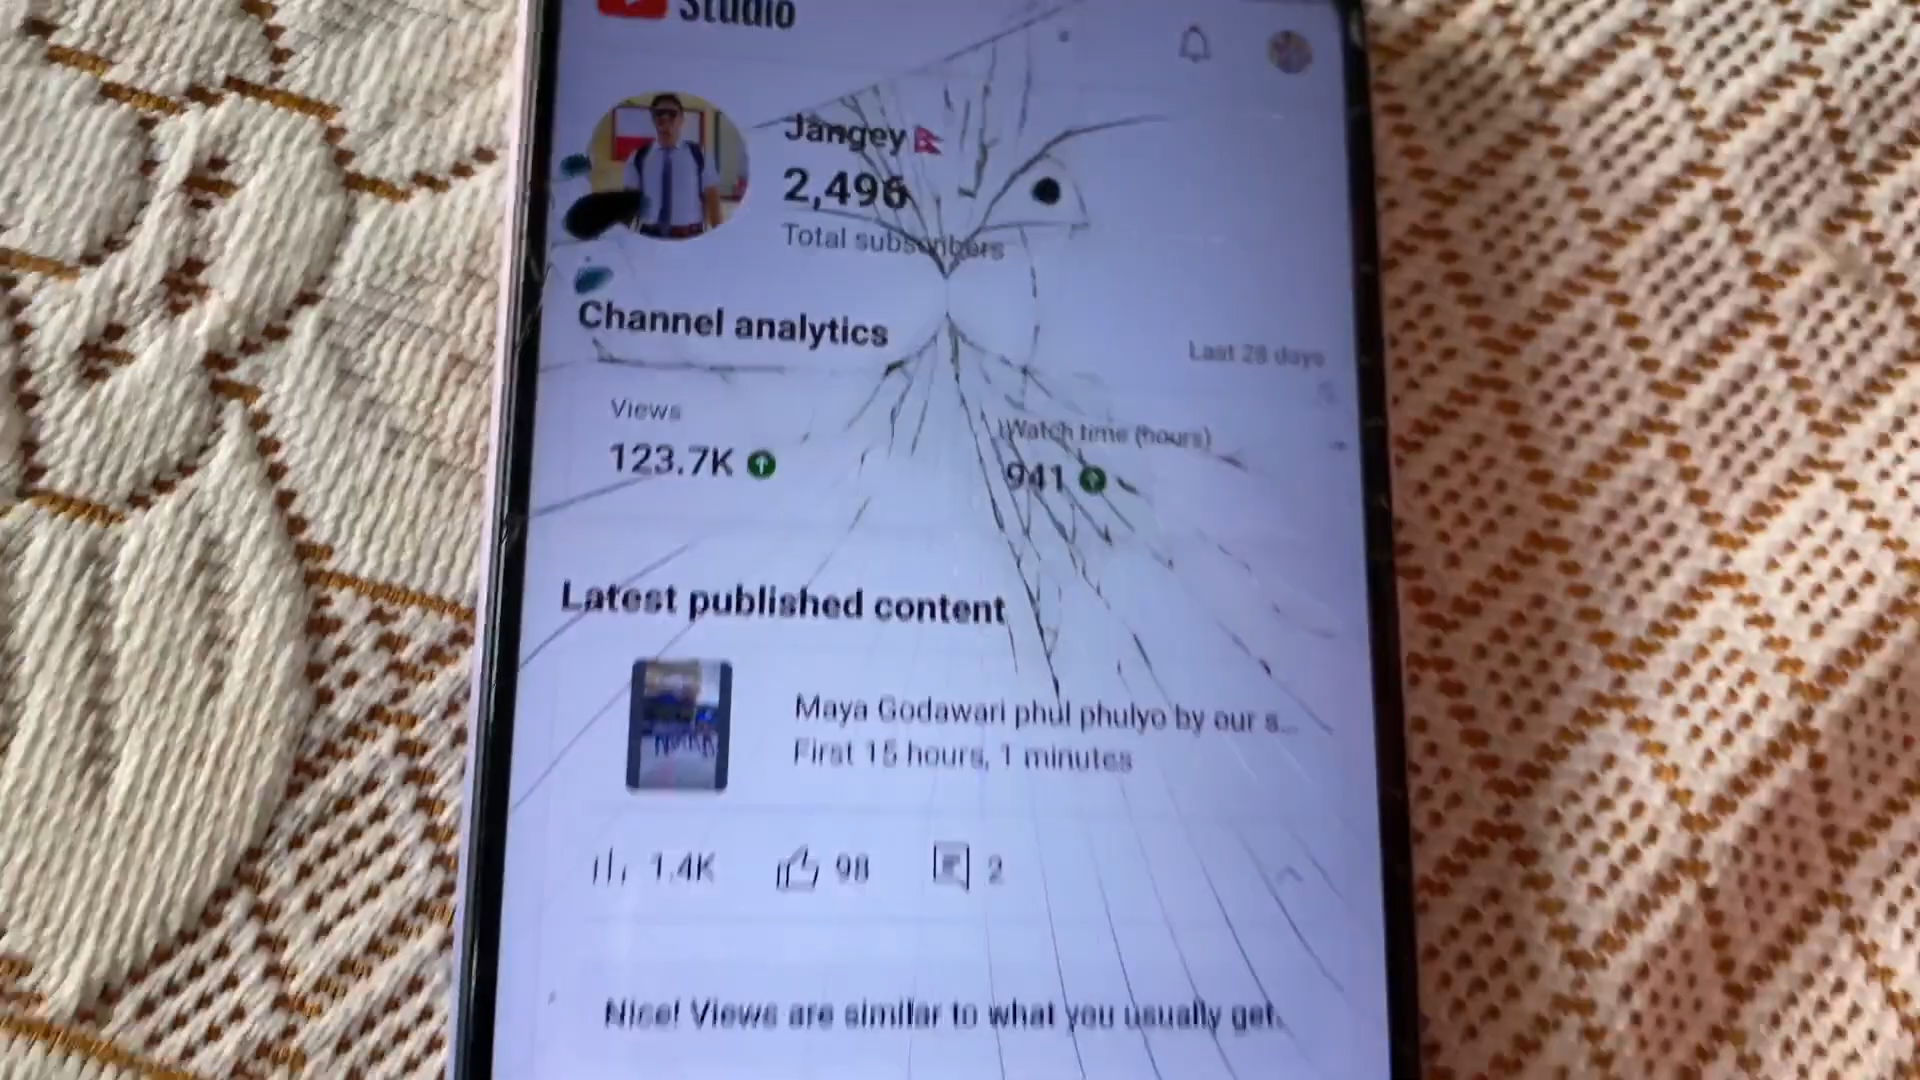 Studio
Jangey
2,496
Total subscribers
Channel analytics
Last 28 days
Views
Watch time (hours)
123.7K
941
Latest published content
Maya Godawari phul phulyo by our s...
First 15 hours, 1 minutes
1.4K 98 2
Nice! Views are similar to what you usually get.